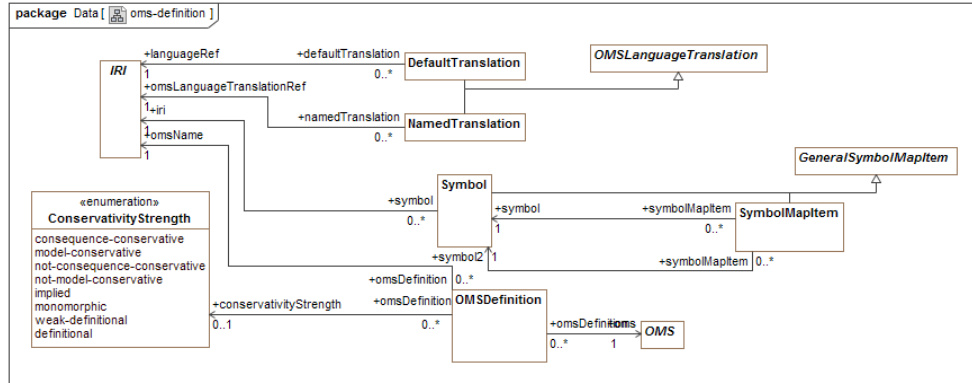 package Data [ oms-definition ]
+languageRef
+defaultTranslation
1
0..*
IRI
DefaultTranslation
OMSLanguageTranslation
+omsLanguageTranslationRef
+namedTranslation
1
0..*
NamedTranslation
+iri
1
+omsName
1
GeneralSymbolMapItem
Symbol
+symbol
0..*
+symbol
1
+symbolMapItem
0..*
SymbolMapItem
+symbol2
1
+symbolMapItem
0..*
«enumeration»
ConservativityStrength
consequence-conservative
model-conservative
not-consequence-conservative
not-model-conservative
implied
monomorphic
weak-definitional
definitional
+omsDefinition
0..*
+conservativityStrength
0..1
+omsDefinition
0..*
OMSDefinition
+omsDefinition
0..*
+oms
1
OMS